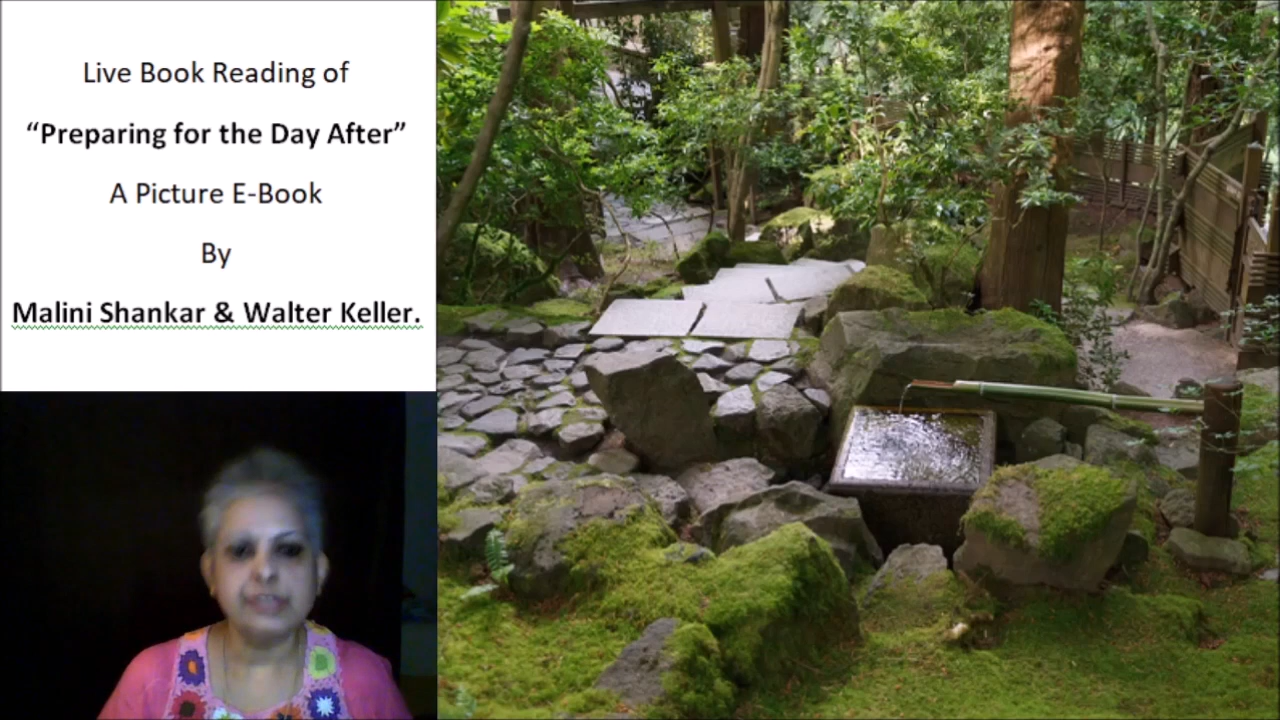 Live Book Reading of
“Preparing for the Day After”
A Picture E-Book
By
Malini Shankar & Walter Keller.